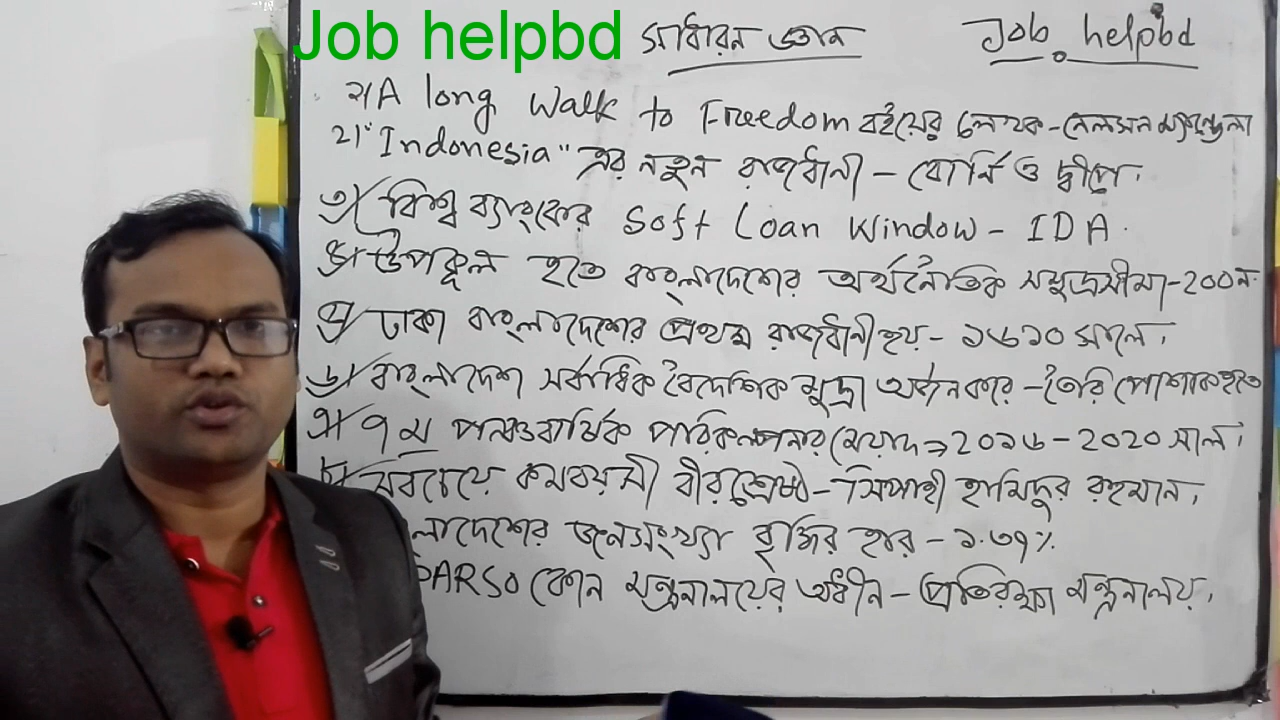 Job helpbd সাধারন জ্ঞান Job helpbd
১। A long Walk to Freedom বইয়ের লেখক - নেলসন ম্যান্ডেলা
২। "Indonesia" এর নতুন রাজধানী – বোর্নিও দ্বীপে।
৩। বিশ্ব ব্যাংকের Soft Loan Window – IDA.
৪। উপকূল হতে বাংলাদেশের অর্থনৈতিক সমুদ্রসীমা – ২০০ ন.
৫। ঢাকা বাংলাদেশের প্রথম রাজধানী হয় – ১৬১০ সালে।
৬। বাংলাদেশ সর্বাধিক বৈদেশিক মুদ্রা অর্জন করে – তৈরি পোশাক হতে
৭। ৭ম পঞ্চবার্ষিক পরিকল্পনার মেয়াদ → ২০১৬ – ২০২০ সাল।
৮। সবচেয়ে কমবয়সী বীরশ্রেষ্ঠ – সিপাহী হামিদুর রহমান।
লাদেশের জনসংখ্যা বৃদ্ধির হার – ১.৩৭%
PARSO কোন মন্ত্রনালয়ের অধীন – প্রতিরক্ষা মন্ত্রনালয়।